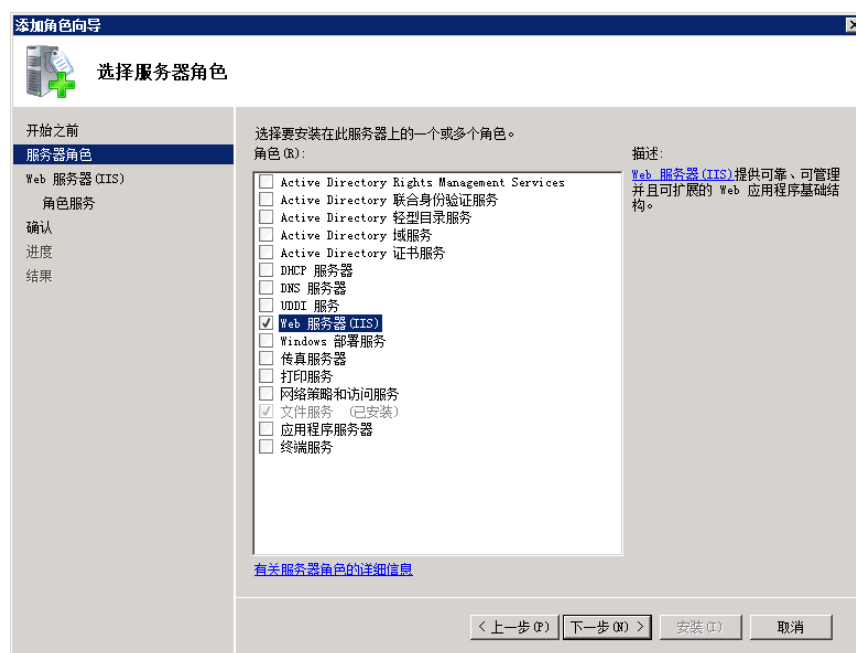 添加角色向导
选择服务器角色
开始之前
服务器角色
Web 服务器(IIS)
角色服务
确认
进度
结果
选择要安装在此服务器上的一个或多个角色。
角色(R):
Active Directory Rights Management Services
Active Directory 联合身份验证服务
Active Directory 轻型目录服务
Active Directory 域服务
Active Directory 证书服务
DHCP 服务器
DNS 服务器
UDDI 服务
Web 服务器(IIS)
Windows 部署服务
传真服务器
打印服务
网络策略和访问服务
文件服务 (已安装)
应用程序服务器
终端服务
有关服务器角色的详细信息
描述:
Web 服务器(IIS)提供可靠、可管理
并且可扩展的 Web 应用程序基础结
构。
< 上一步(P)
下一步(N) >
安装(I)
取消